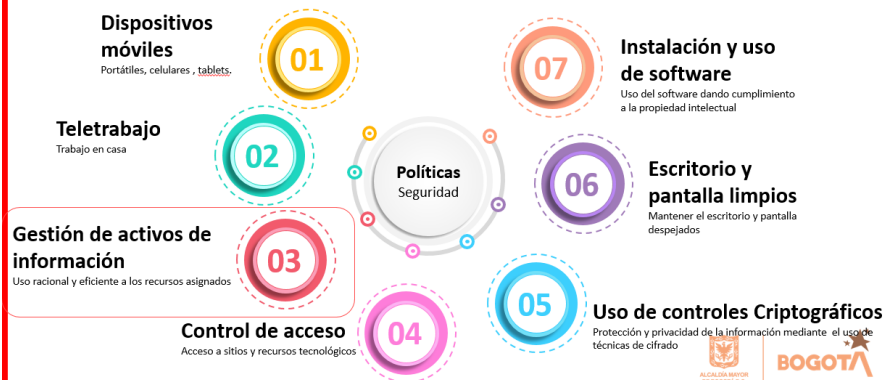 Dispositivos
móviles
Portátiles, celulares , tablets.
01
Teletrabajo
Trabajo en casa
02
Gestión de activos de
información
Uso racional y eficiente a los recursos asignados
03
Control de acceso
Acceso a sitios y recursos tecnológicos
04
Políticas
Seguridad
05
Uso de controles Criptográficos
Protección y privacidad de la información mediante el uso de
técnicas de cifrado
06
Escritorio y
pantalla limpios
Mantener el escritorio y pantalla
despejados
07
Instalación y uso
de software
Uso del software dando cumplimiento
a la propiedad intelectual
ALCALDÍA MAYOR
BOGOTÁ